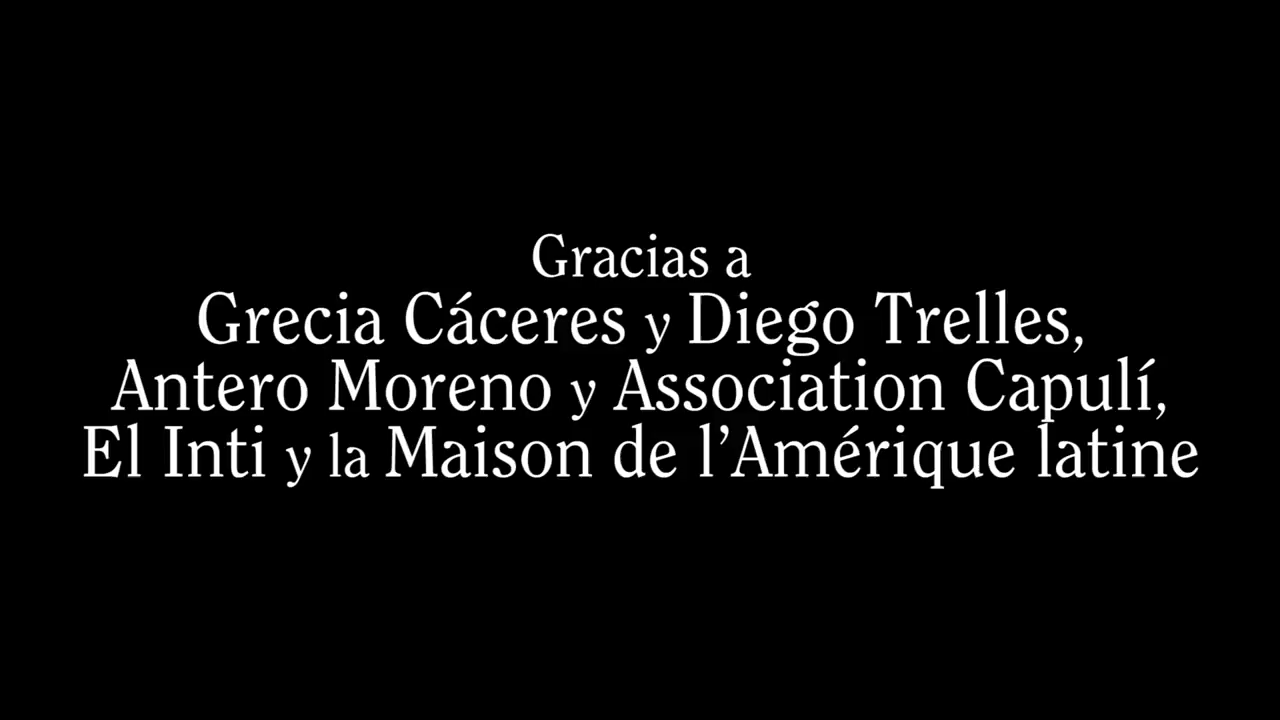 Gracias a
Grecia Cáceres y Diego Trelles,
Antero Moreno y Association Capulí,
El Inti y la Maison de l’Amérique latine